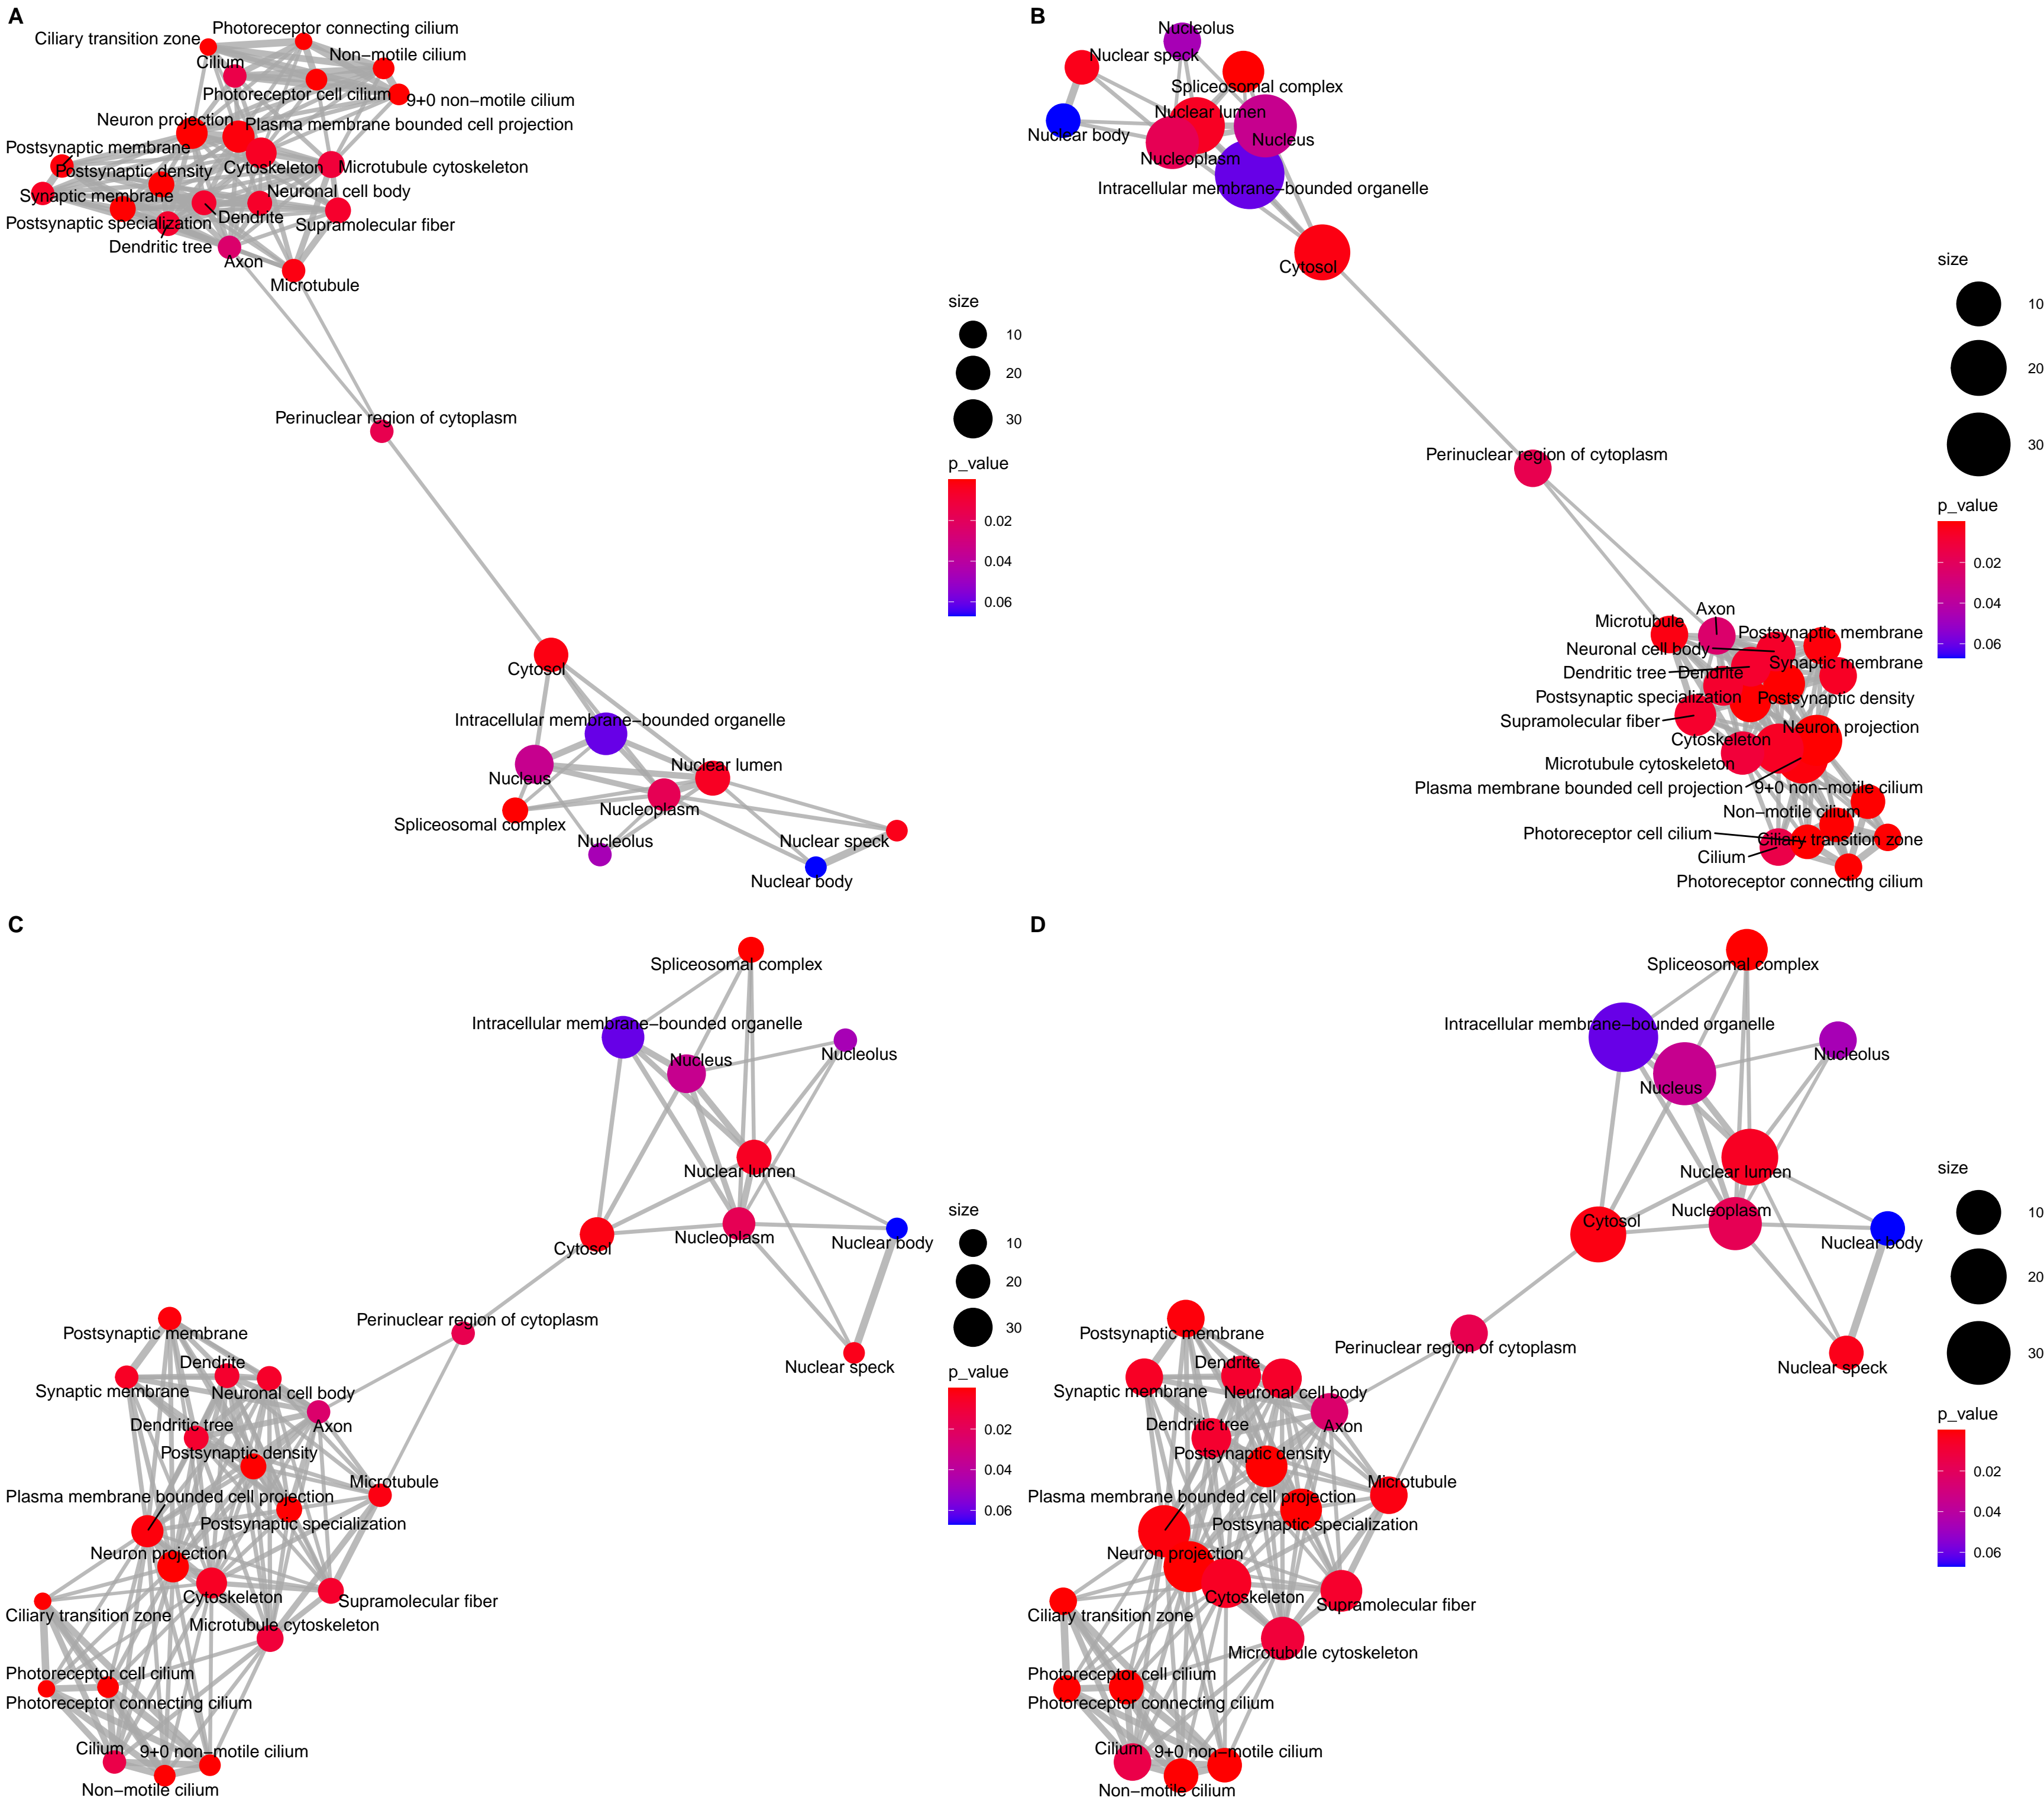 A
Photoreceptor connecting cilium
Ciliary transition zone
Non−motile cilium
Cilium
Photoreceptor cell cilium
9+0 non−motile cilium
Neuron projection
Plasma membrane bounded cell projection
Postsynaptic membrane
Cytoskeleton
Microtubule cytoskeleton
Postsynaptic density
Neuronal cell body
Synaptic membrane
Dendrite
Postsynaptic specialization
Supramolecular fiber
Dendritic tree
Axon
Microtubule
Perinuclear region of cytoplasm
Cytosol
Intracellular membrane−bounded organelle
Nuclear lumen
Nucleus
Nucleoplasm
Spliceosomal complex
Nucleolus
Nuclear speck
Nuclear body
size
10
20
30
p_value
0.02
0.04
0.06
B
Nucleolus
Nuclear speck
Spliceosomal complex
Nuclear lumen
Nuclear body
Nucleus
Nucleoplasm
Intracellular membrane−bounded organelle
Cytosol
Perinuclear region of cytoplasm
Axon
Microtubule
Postsynaptic membrane
Neuronal cell body
Synaptic membrane
Dendritic tree
Dendrite
Postsynaptic specialization
Postsynaptic density
Supramolecular fiber
Neuron projection
Cytoskeleton
Microtubule cytoskeleton
Plasma membrane bounded cell projection
9+0 non−motile cilium
Non−motile cilium
Photoreceptor cell cilium
Ciliary transition zone
Cilium
Photoreceptor connecting cilium
size
10
20
30
p_value
0.02
0.04
0.06
C
Spliceosomal complex
Intracellular membrane−bounded organelle
Nucleus
Nucleolus
Nuclear lumen
Nucleoplasm
Nuclear body
Cytosol
Perinuclear region of cytoplasm
Nuclear speck
Postsynaptic membrane
Dendrite
Synaptic membrane
Neuronal cell body
Dendritic tree
Axon
Postsynaptic density
Microtubule
Plasma membrane bounded cell projection
Postsynaptic specialization
Neuron projection
Cytoskeleton
Supramolecular fiber
Ciliary transition zone
Microtubule cytoskeleton
Photoreceptor cell cilium
Photoreceptor connecting cilium
Cilium
9+0 non−motile cilium
Non−motile cilium
size
10
20
30
p_value
0.02
0.04
0.06
D
Spliceosomal complex
Intracellular membrane−bounded organelle
Nucleolus
Nucleus
Nuclear lumen
Nucleoplasm
Cytosol
Nuclear body
Perinuclear region of cytoplasm
Nuclear speck
Postsynaptic membrane
Dendrite
Synaptic membrane
Neuronal cell body
Dendritic tree
Axon
Postsynaptic density
Microtubule
Plasma membrane bounded cell projection
Postsynaptic specialization
Neuron projection
Cytoskeleton
Supramolecular fiber
Ciliary transition zone
Microtubule cytoskeleton
Photoreceptor cell cilium
Photoreceptor connecting cilium
Cilium
9+0 non−motile cilium
Non−motile cilium
size
10
20
30
p_value
0.02
0.04
0.06